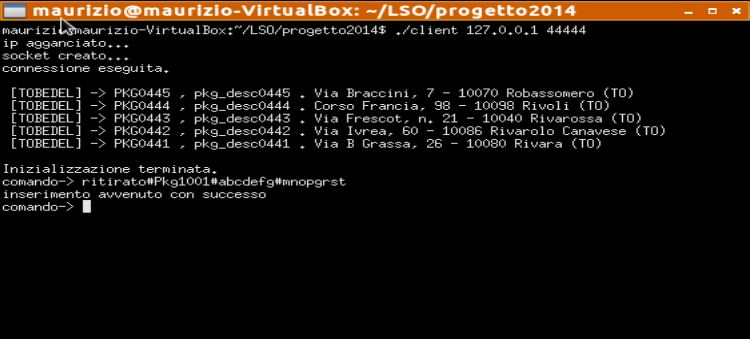 maurizio@maurizio-VirtualBox: ~/LSO/progetto2014
maurizio@maurizio-VirtualBox:~/LSO/progetto2014$ ./client 127.0.0.1 44444
ip agganciato...
socket creato...
connessione eseguita.
[TOBEDEL] -> PKG0445 , pkg_desc0445 . Via Braccini, 7 - 10070 Robassomero (TO)
[TOBEDEL] -> PKG0444 , pkg_desc0444 . Corso Francia, 98 - 10098 Rivoli (TO)
[TOBEDEL] -> PKG0443 , pkg_desc0443 . Via Frescot, n. 21 - 10040 Rivarossa (TO)
[TOBEDEL] -> PKG0442 , pkg_desc0442 . Via Ivrea, 60 - 10086 Rivarolo Canavese (TO)
[TOBEDEL] -> PKG0441 , pkg_desc0441 . Via B Grassa, 26 - 10080 Rivara (TO)
Inizializzazione terminata.
comando-> ritirato#Pkg1001#abcdefg#mnopqrst
inserimento avvenuto con successo
comando->